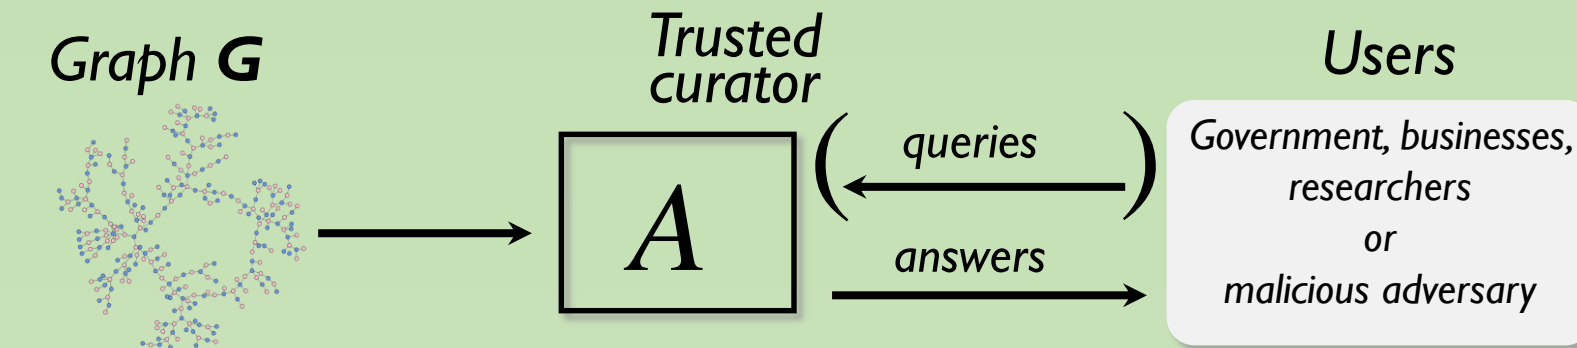 Graph G
Trusted
curator
A
( queries )
answers
Users
Government, businesses,
researchers
or
malicious adversary